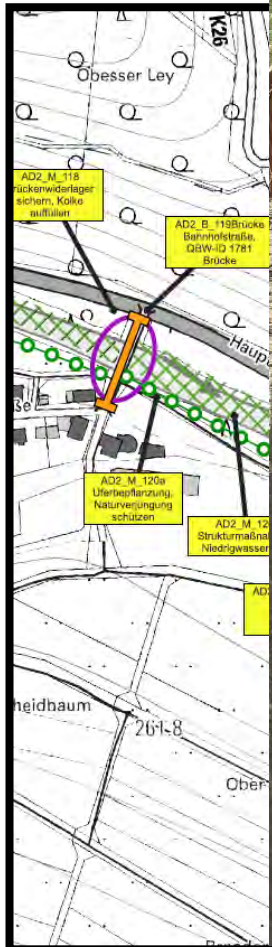 K26
Obesser Ley
AD2_M_118
rückenwiderlager
sichern, Kolke
auffüllen
AD2_B_119Brücke
Bahnhofstraße,
QBW-ID 1781
Brücke
Haupt
ße
AD2_M_120a
Uferbepflanzung,
Naturverjüngung
schützen
AD2_M_12
Strukturmaßna
Niedrigwasser
AD
heidbaum
261-8
Ober